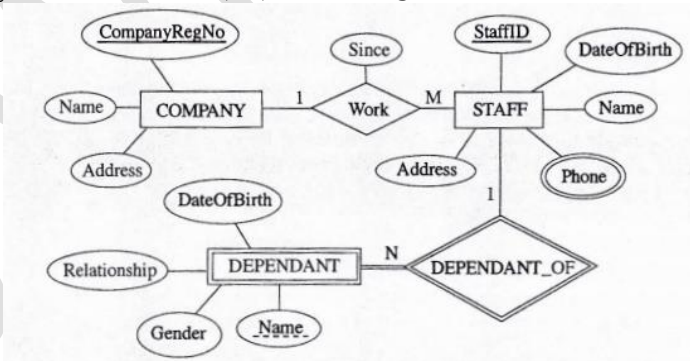 CompanyRegNo
Since
StaffID
DateOfBirth
Name
COMPANY
1
Work
M
STAFF
Name
Address
Address
Phone
DateOfBirth
1
Relationship
DEPENDANT
N
DEPENDANT_OF
Gender
Name